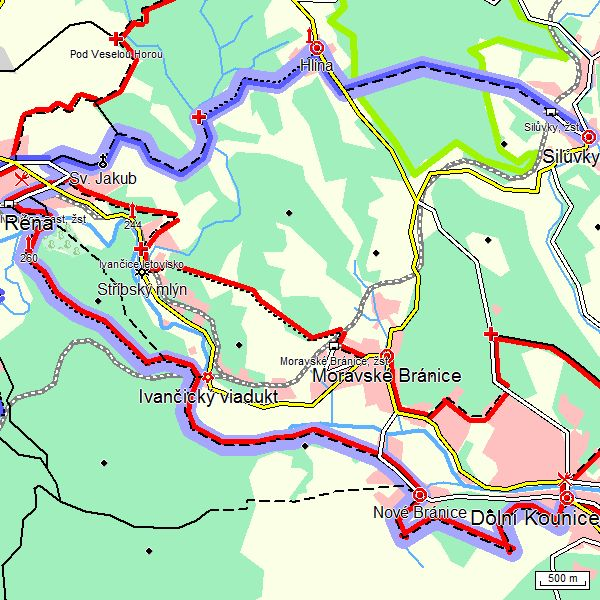 Pod Veselou Horou
Hlína
Silůvky, žst
Silůvky
Sv. Jakub
Réna
244
260
Ivančice letovisko
Stříbský mlýn
Moravské Bránice, žst
Moravské Bránice
Ivančický viadukt
Nové Bránice
Dolní Kounice
500 m